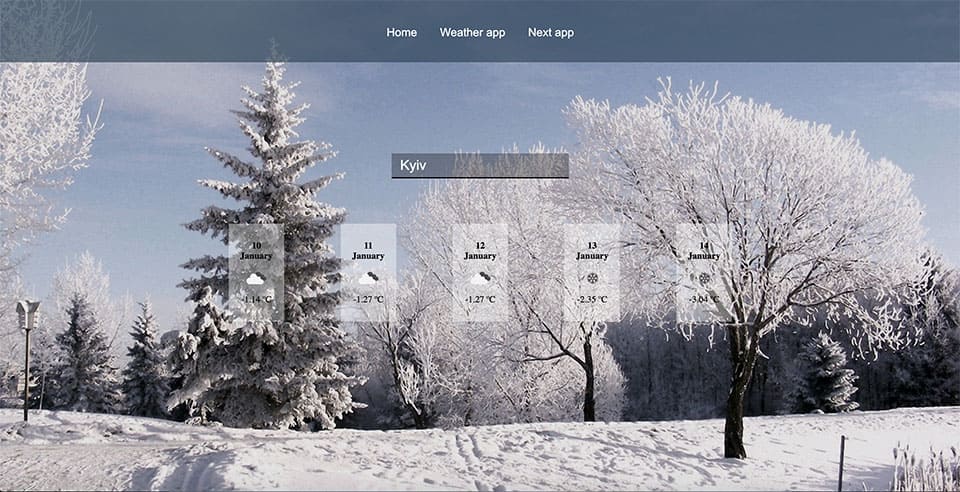 Home Weather app Next app
Kyiv
10 January
11 January
12 January
13 January
14 January
-1.14 °C
-1.27 °C
-1.27 °C
-2.35 °C
-3.04 °C